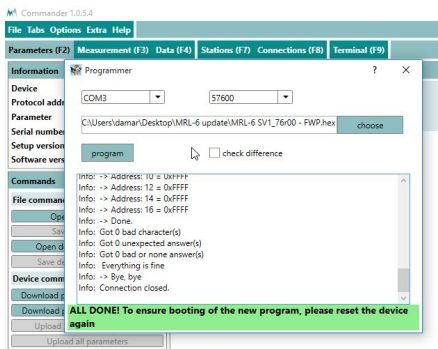 Commander 1.0.5.4
File Tabs Options Extra Help
Parameters (F2) Measurement (F3) Data (F4) Stations (F7) Connections (F8) Terminal (F9)
Information
Programmer ? ×
Device
Protocol addr
Parameter
Serial number
Setup version
Software vers
COM3 57600
C:\Users\damar\Desktop\MRL-6 update\MRL-6 SV1_76r00 - FWP.hex choose
program check difference
Commands
File comman
Ope
Sav
Open d
Save de
Device comm
Download p
Download p
Upload
Upload all parameters
Info: -> Address: 10 = 0xFFFF
Info: -> Address: 12 = 0xFFFF
Info: -> Address: 14 = 0xFFFF
Info: -> Address: 16 = 0xFFFF
Info: -> Done.
Info: Got 0 bad character(s)
Info: Got 0 unexpected answer(s)
Info: Got 0 bad or none answer(s)
Info: Everything is fine
Info: -> Bye, bye
Info: Connection closed.
ALL DONE! To ensure booting of the new program, please reset the device
again